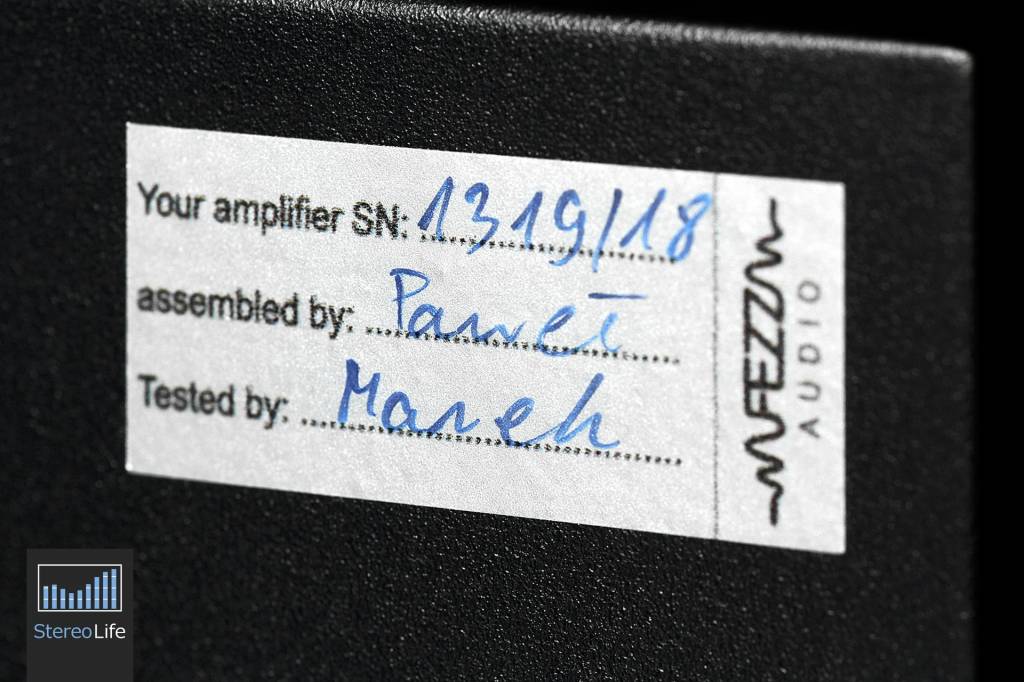 Your amplifier SN: 1319/18
assembled by: Paweł
Tested by: Marek
FEZZ
AUDIO
StereoLife